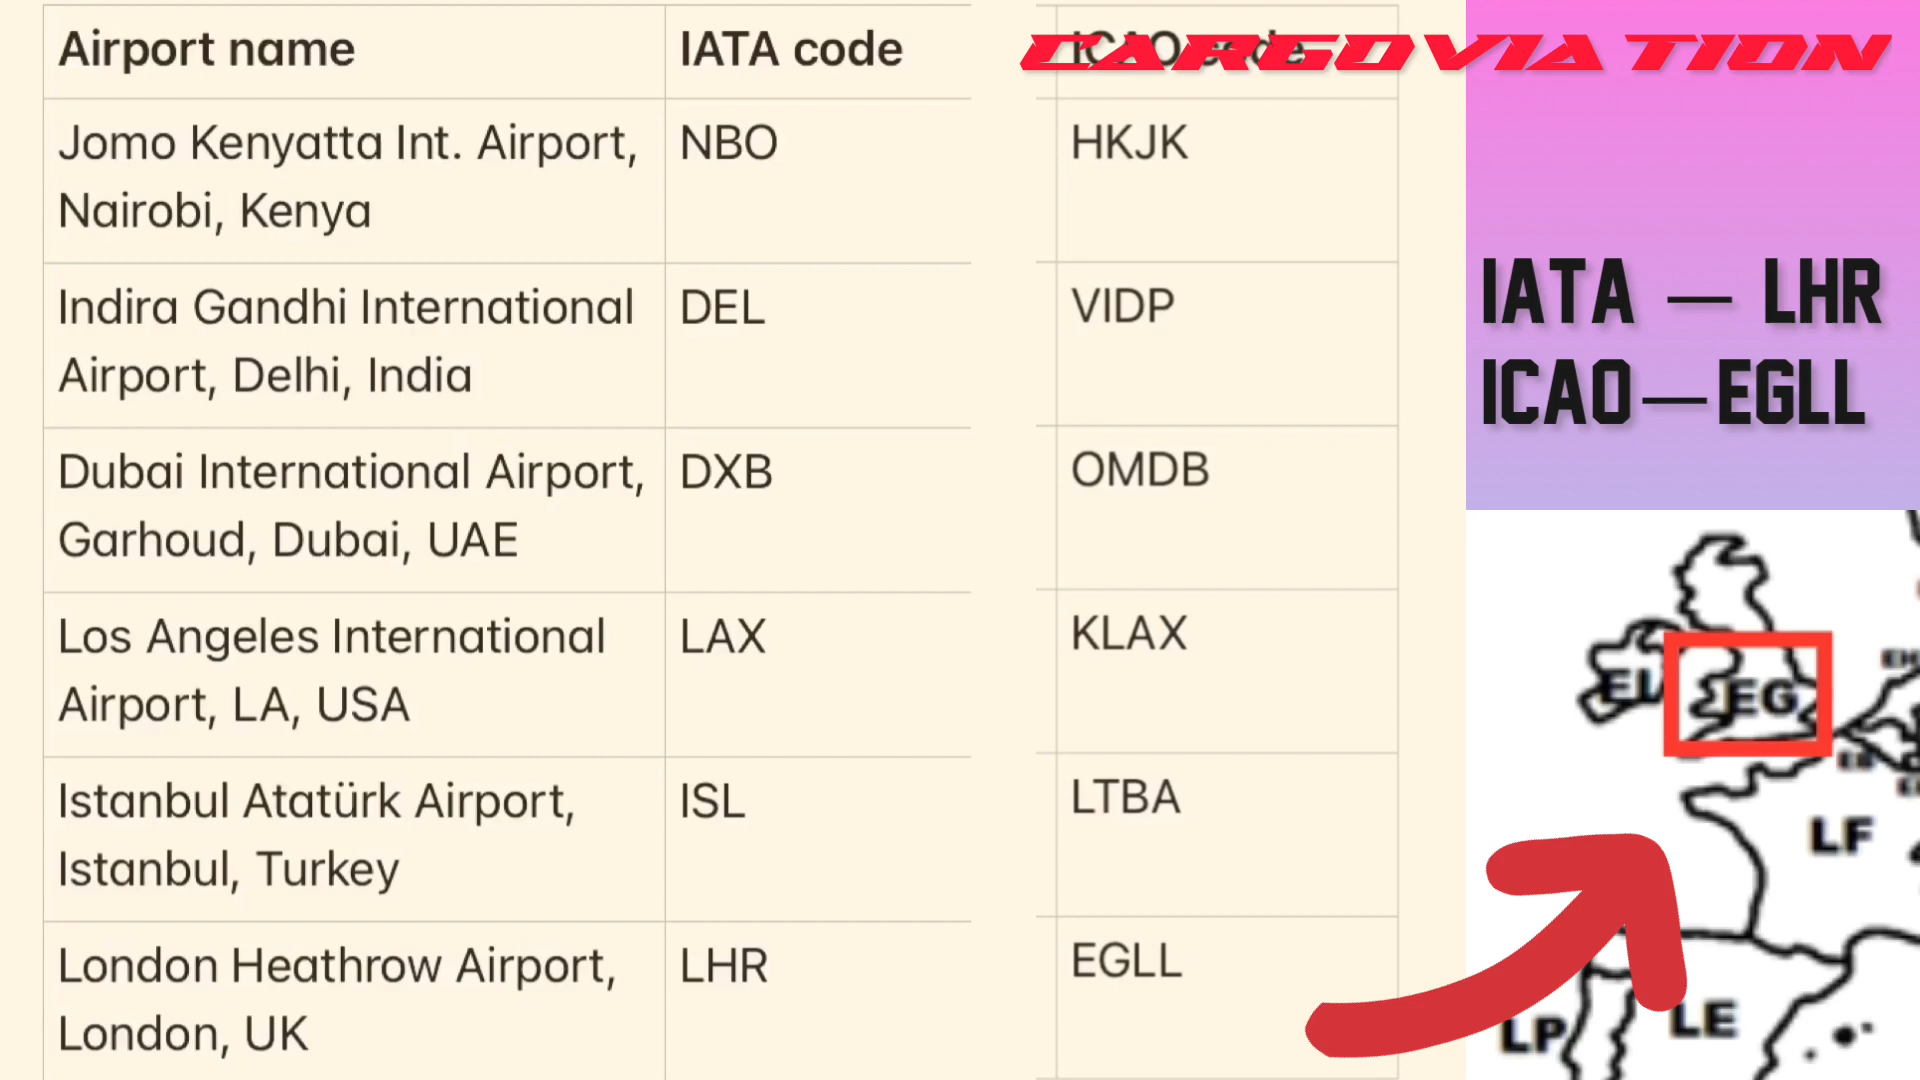 Airport name IATA code ICAO code
CARGOVIATION
Jomo Kenyatta Int. Airport, NBO HKJK
Nairobi, Kenya
Indira Gandhi International DEL VIDP
Airport, Delhi, India
Dubai International Airport, DXB OMDB
Garhoud, Dubai, UAE
Los Angeles International LAX KLAX
Airport, LA, USA
Istanbul Atatürk Airport, ISL LTBA
Istanbul, Turkey
London Heathrow Airport, LHR EGLL
London, UK
IATA — LHR
ICAO—EGLL
EI
EG
LF
LE
LP